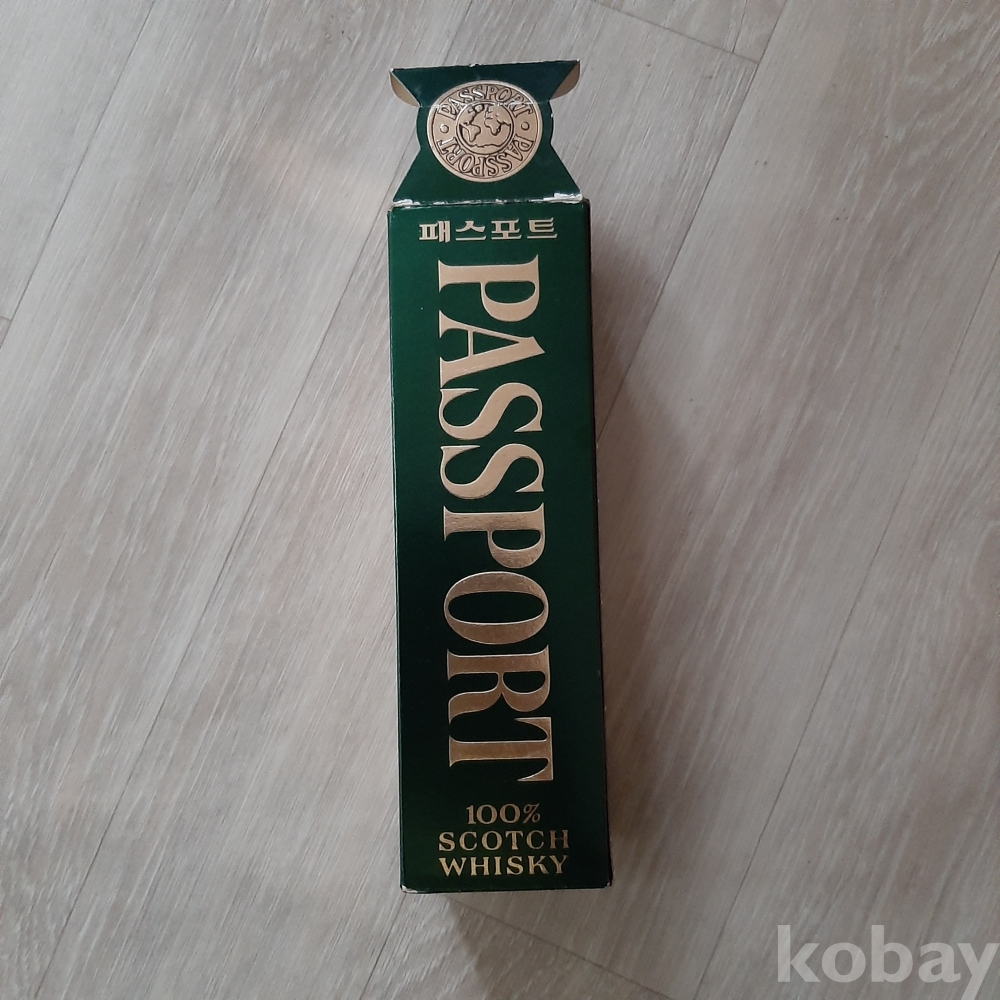 PASSPORT · PASSPORT ·
패스포트
PASSPORT
100%
SCOTCH
WHISKY
kobay